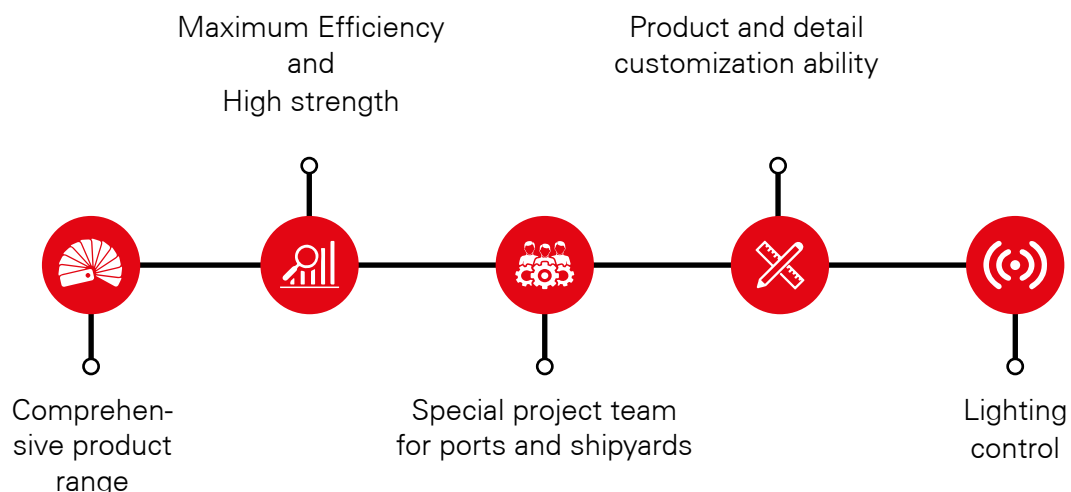 Maximum Efficiency
and
High strength
Product and detail
customization ability
Comprehen-
sive product
range
Special project team
for ports and shipyards
Lighting
control